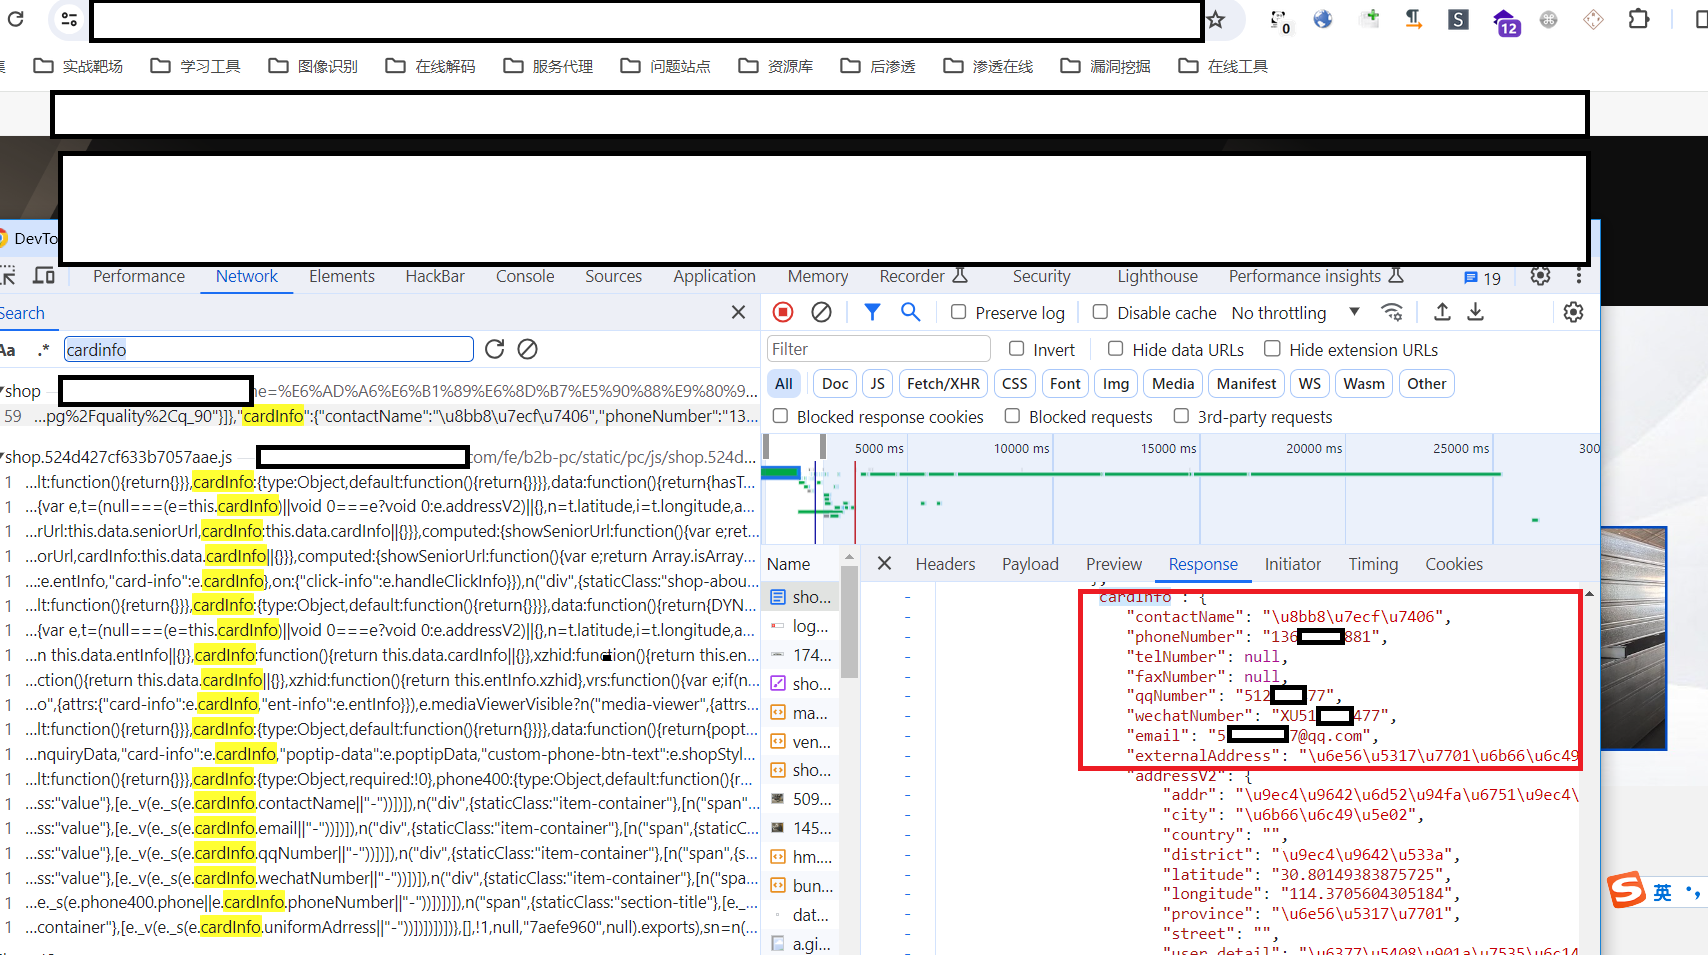 0
S
12
实战靶场
学习工具
图像识别
在线解码
服务代理
问题站点
资源库
后渗透
渗透在线
漏洞挖掘
在线工具
DevTo
Performance
Network
Elements
HackBar
Console
Sources
Application
Memory
Recorder
Security
Lighthouse
Performance insights
19
Search
Preserve log
Disable cache
No throttling
Aa
.*
cardinfo
Filter
Invert
Hide data URLs
Hide extension URLs
All
Doc
JS
Fetch/XHR
CSS
Font
Img
Media
Manifest
WS
Wasm
Other
Blocked response cookies
Blocked requests
3rd-party requests
shop
ne=%E6%AD%A6%E6%B1%89%E6%8D%B7%E5%90%88%E9%80%9...
59 ...pg%2Fquality%2Cq_90"}]},"cardInfo":{"contactName":"\u8bb8\u7ecf\u7406","phoneNumber":"13...
shop.524d427cf633b7057aae.js
com/fe/b2b-pc/static/pc/js/shop.524d...
1 ...lt:function(){return{}}},cardInfo:{type:Object,default:function(){return{}}}},data:function(){return{hasT...
1 ...{var e,t=(null===(e=this.cardInfo)||void 0===e?void 0:e.addressV2)||{},n=t.latitude,i=t.longitude,a...
1 ...rUrl:this.data.seniorUrl,cardInfo:this.data.cardInfo||{}}},computed:{showSeniorUrl:function(){var e;ret...
1 ...orUrl,cardInfo:this.data.cardInfo||{}}},computed:{showSeniorUrl:function(){var e;return Array.isArray...
1 ...:e.entInfo,"card-info":e.cardInfo},on:{"click-info":e.handleClickInfo}}),n("div",{staticClass:"shop-abou...
1 ...lt:function(){return{}}},cardInfo:{type:Object,default:function(){return{}}}},data:function(){return{DYN...
1 ...{var e,t=(null===(e=this.cardInfo)||void 0===e?void 0:e.addressV2)||{},n=t.latitude,i=t.longitude,a...
1 ...n this.data.entInfo||{}},cardInfo:function(){return this.data.cardInfo||{}},xzhid:function(){return this.en...
1 ...ction(){return this.data.cardInfo||{}},xzhid:function(){return this.entInfo.xzhid},vrs:function(){var e;if(n...
1 ...o",{attrs:{"card-info":e.cardInfo,"ent-info":e.entInfo}}),e.mediaViewerVisible?n("media-viewer",{attrs...
1 ...lt:function(){return{}}},cardInfo:{type:Object,default:function(){return{}}}},data:function(){return{popt...
1 ...nquiryData,"card-info":e.cardInfo,"poptip-data":e.poptipData,"custom-phone-btn-text":e.shopStyl...
1 ...lt:function(){return{}}},cardInfo:{type:Object,required:!0},phone400:{type:Object,default:function(){r...
1 ...ss:"value"},[e._v(e._s(e.cardInfo.contactName||"-"))])]),n("div",{staticClass:"item-container"},[n("span"...
1 ...ss:"value"},[e._v(e._s(e.cardInfo.email||"-"))])]),n("div",{staticClass:"item-container"},[n("span",{staticC...
1 ...ss:"value"},[e._v(e._s(e.cardInfo.qqNumber||"-"))])]),n("div",{staticClass:"item-container"},[n("span",{s...
1 ...ss:"value"},[e._v(e._s(e.cardInfo.wechatNumber||"-"))])]),n("div",{staticClass:"item-container"},[n("spa...
1 ...e._s(e.phone400.phone||e.cardInfo.phoneNumber||"-"))])])]),n("span",{staticClass:"section-title"},[e._...
1 ...container"},[e._v(e._s(e.cardInfo.uniformAdrress||"-"))])])])])},[],!1,null,"7aefe960",null).exports),sn=n(...
5000 ms
10000 ms
15000 ms
20000 ms
25000 ms
300
Name
Headers
Payload
Preview
Response
Initiator
Timing
Cookies
sho...
log...
174...
sho...
ma...
ven...
sho...
509...
145...
hm....
bun...
dat...
a.gi...
cardInfo": {
"contactName": "\u8bb8\u7ecf\u7406",
"phoneNumber": "136 881",
"telNumber": null,
"faxNumber": null,
"qqNumber": "512 77",
"wechatNumber": "XU51 477",
"email": "5 7@qq.com",
"externalAddress": "\u6e56\u5317\u7701\u6b66\u6c49
"addressV2": {
"addr": "\u9ec4\u9642\u6d52\u94fa\u6751\u9ec4\
"city": "\u6b66\u6c49\u5e02",
"country": "",
"district": "\u9ec4\u9642\u533a",
"latitude": "30.80149383875725",
"longitude": "114.3705604305184",
"province": "\u6e56\u5317\u7701",
"street": "",
"user_detail": "\u6377\u5408\u901a\u7535\u6c14
英